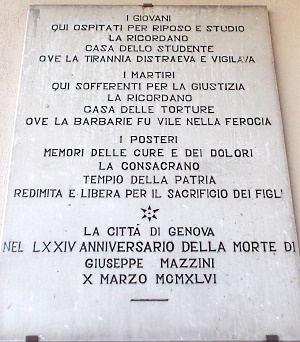 I GIOVANI
QUI OSPITATI PER RIPOSO E STUDIO
LA RICORDANO
CASA DELLO STUDENTE
OVE LA TIRANNIA DISTRAEVA E VIGILAVA
I MARTIRI
QUI SOFFERENTI PER LA GIUSTIZIA
LA RICORDANO
CASA DELLE TORTURE
OVE LA BARBARIE FU VILE NELLA FEROCIA
I POSTERI
MEMORI DELLE CURE E DEI DOLORI
LA CONSACRANO
TEMPIO DELLA PATRIA
REDIMITA E LIBERA PER IL SACRIFICIO DEI FIGLI
LA CITTÀ DI GENOVA
NEL LXXIV ANNIVERSARIO DELLA MORTE DI
GIUSEPPE MAZZINI
X MARZO MCMXLVI